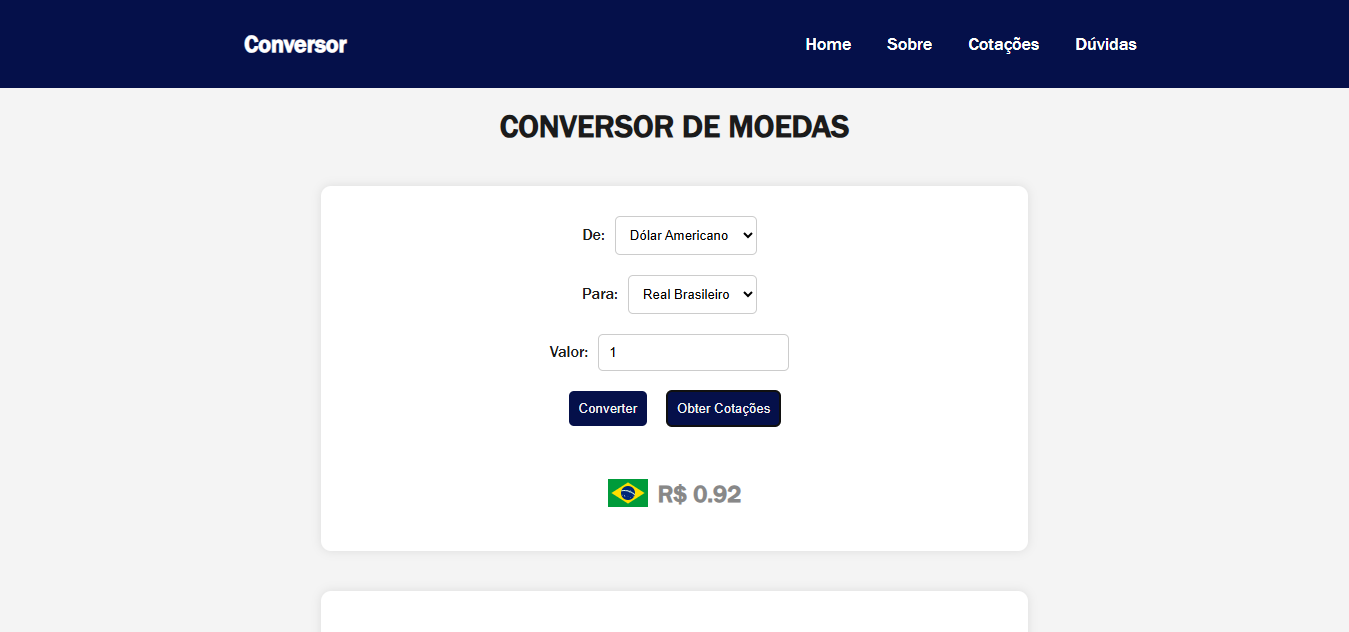 Conversor
Home Sobre Cotações Dúvidas
CONVERSOR DE MOEDAS
De: Dólar Americano
Para: Real Brasileiro
Valor: 1
Converter Obter Cotações
R$ 0.92